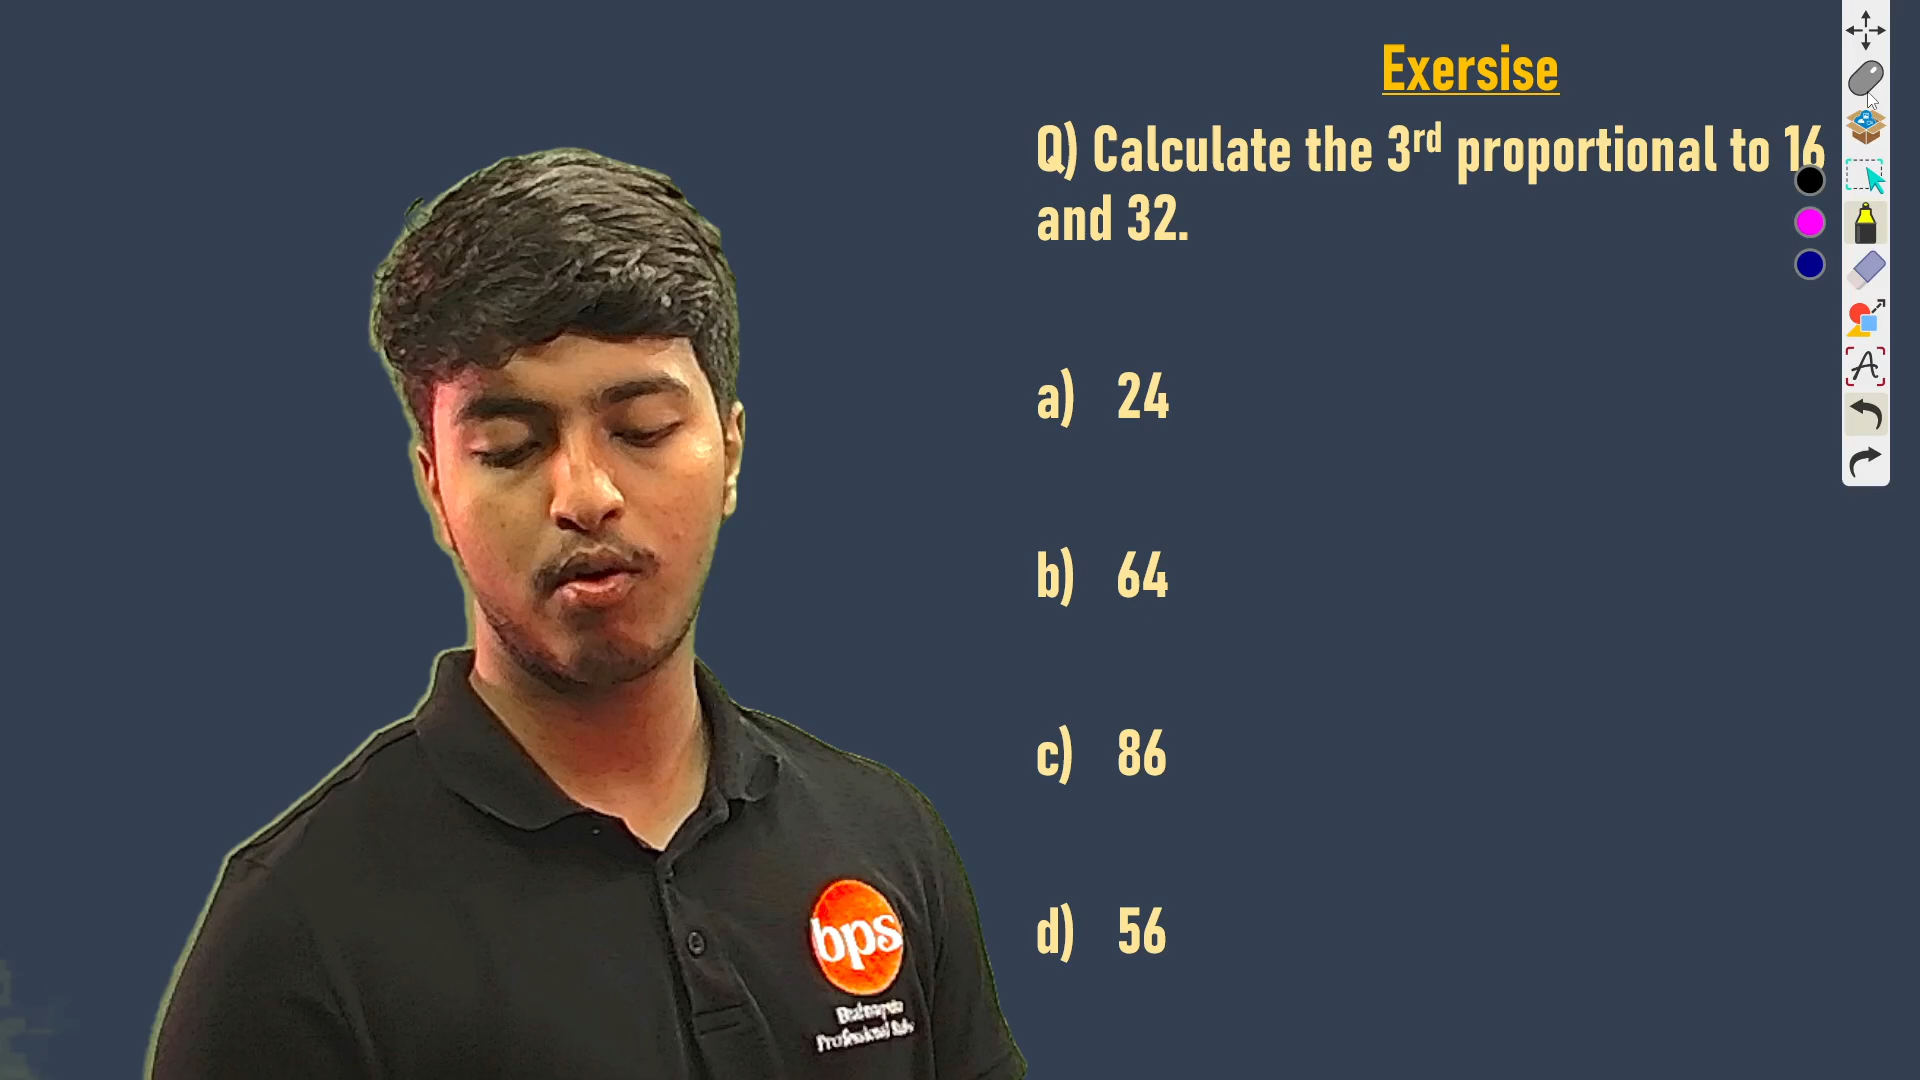 Exersise
Q) Calculate the 3rd proportional to 16
and 32.
a) 24
b) 64
c) 86
d) 56
bps